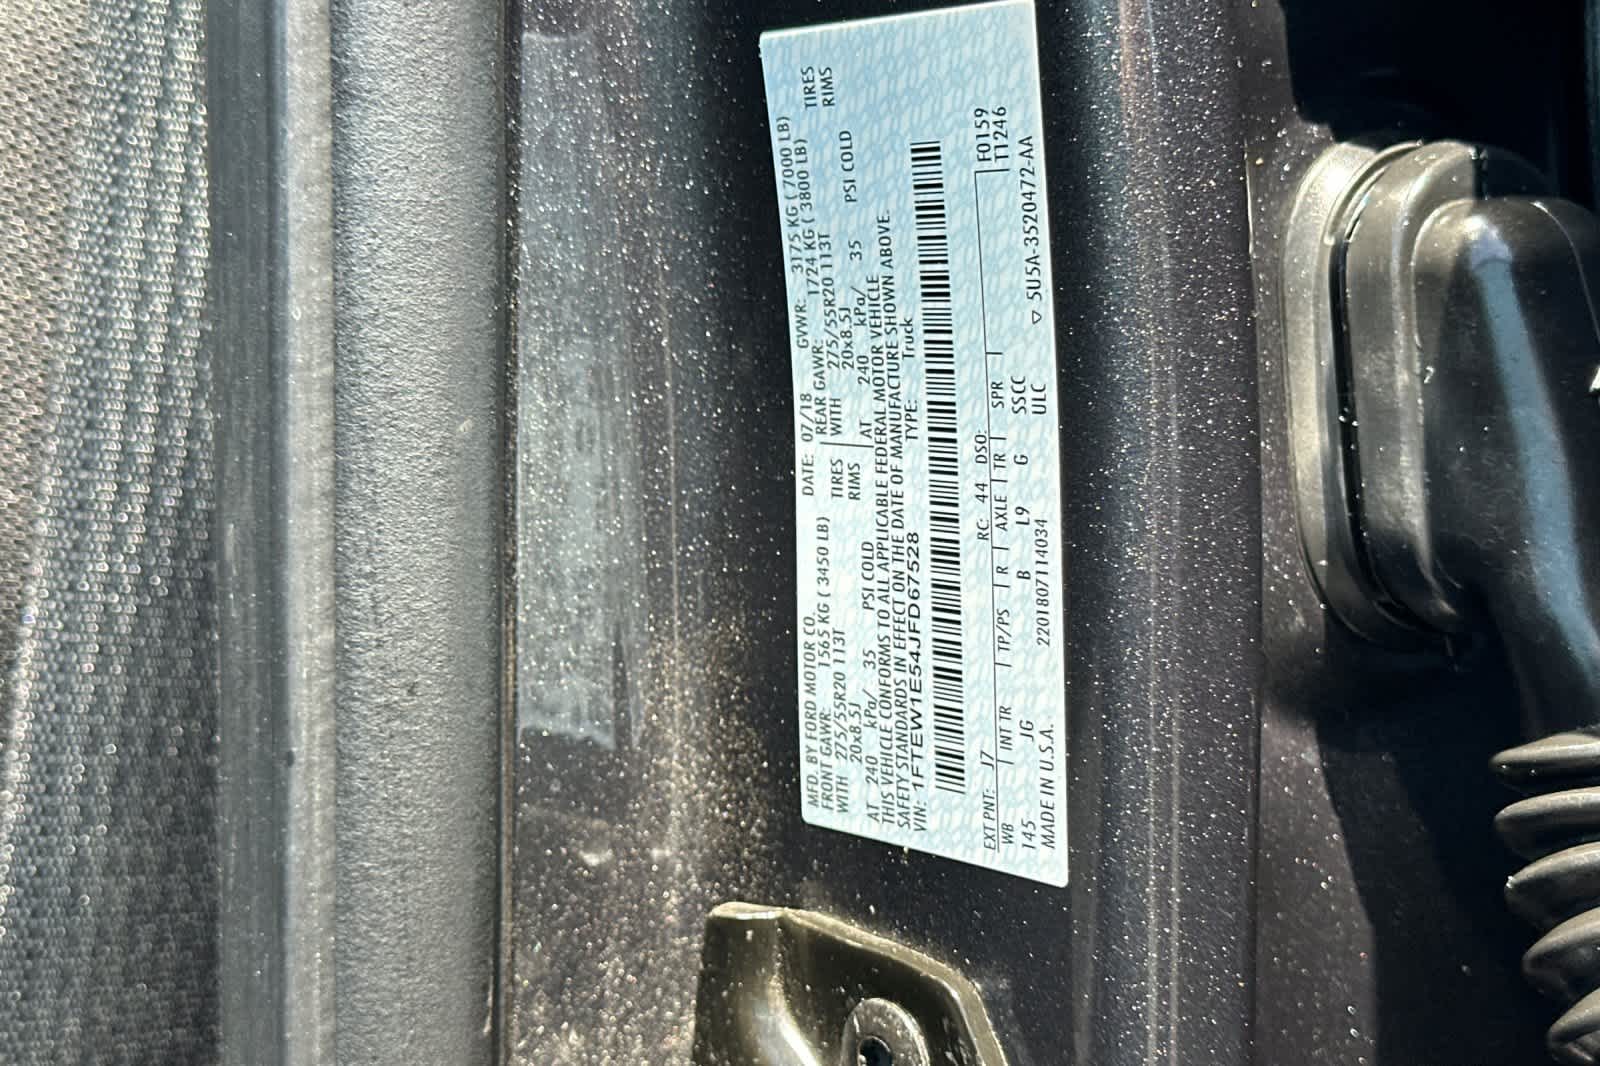 MFD. BY FORD MOTOR CO. DATE: 07/18 GVWR: 3175 KG ( 7000 LB)
FRONT GAWR: 1565 KG ( 3450 LB) REAR GAWR: 1724 KG ( 3800 LB)
WITH 275/55R20 113T TIRES WITH 275/55R20 113T TIRES
20x8.5J RIMS 20x8.5J RIMS
AT 240 kPa/ 35 PSI COLD AT 240 kPa/ 35 PSI COLD
THIS VEHICLE CONFORMS TO ALL APPLICABLE FEDERAL MOTOR VEHICLE
SAFETY STANDARDS IN EFFECT ON THE DATE OF MANUFACTURE SHOWN ABOVE.
VIN: 1FTEW1E54JFD67528 TYPE: Truck
EXT PNT: J7 RC: 44 DSO: F0159
WB INT TR TP/PS R AXLE TR SPR T1246
145 JG B L9 G SSCC
MADE IN U.S.A. 2201807114034 ULC ▽ 5U5A-3520472-AA